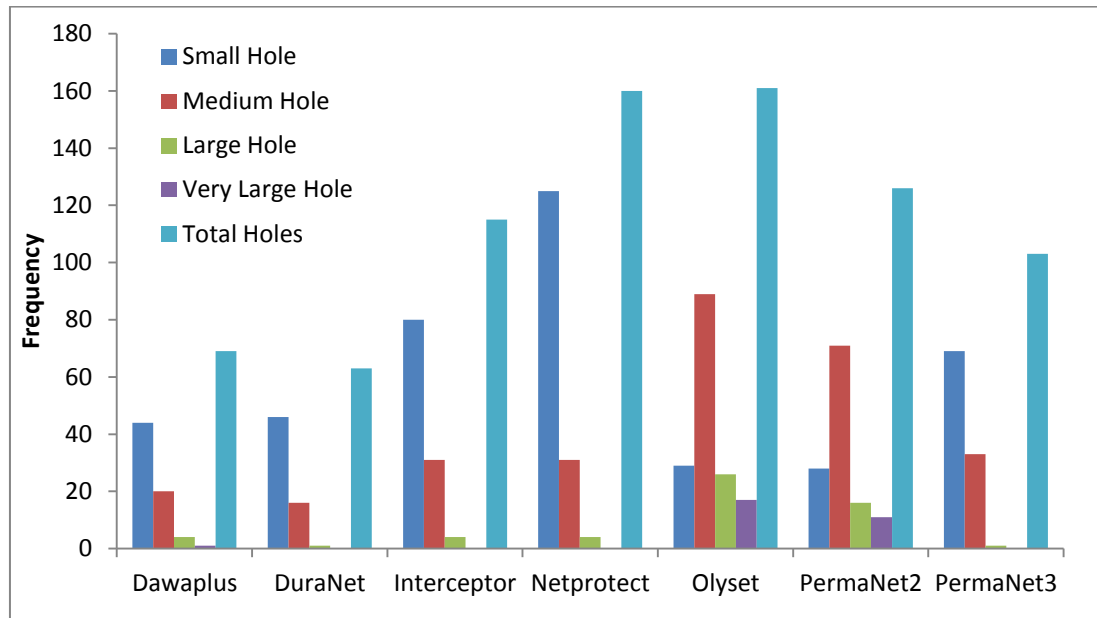 180
160
140
120
100
80
60
40
20
0
Frequency
Small Hole
Medium Hole
Large Hole
Very Large Hole
Total Holes
Dawaplus DuraNet Interceptor Netprotect Olyset PermaNet2 PermaNet3